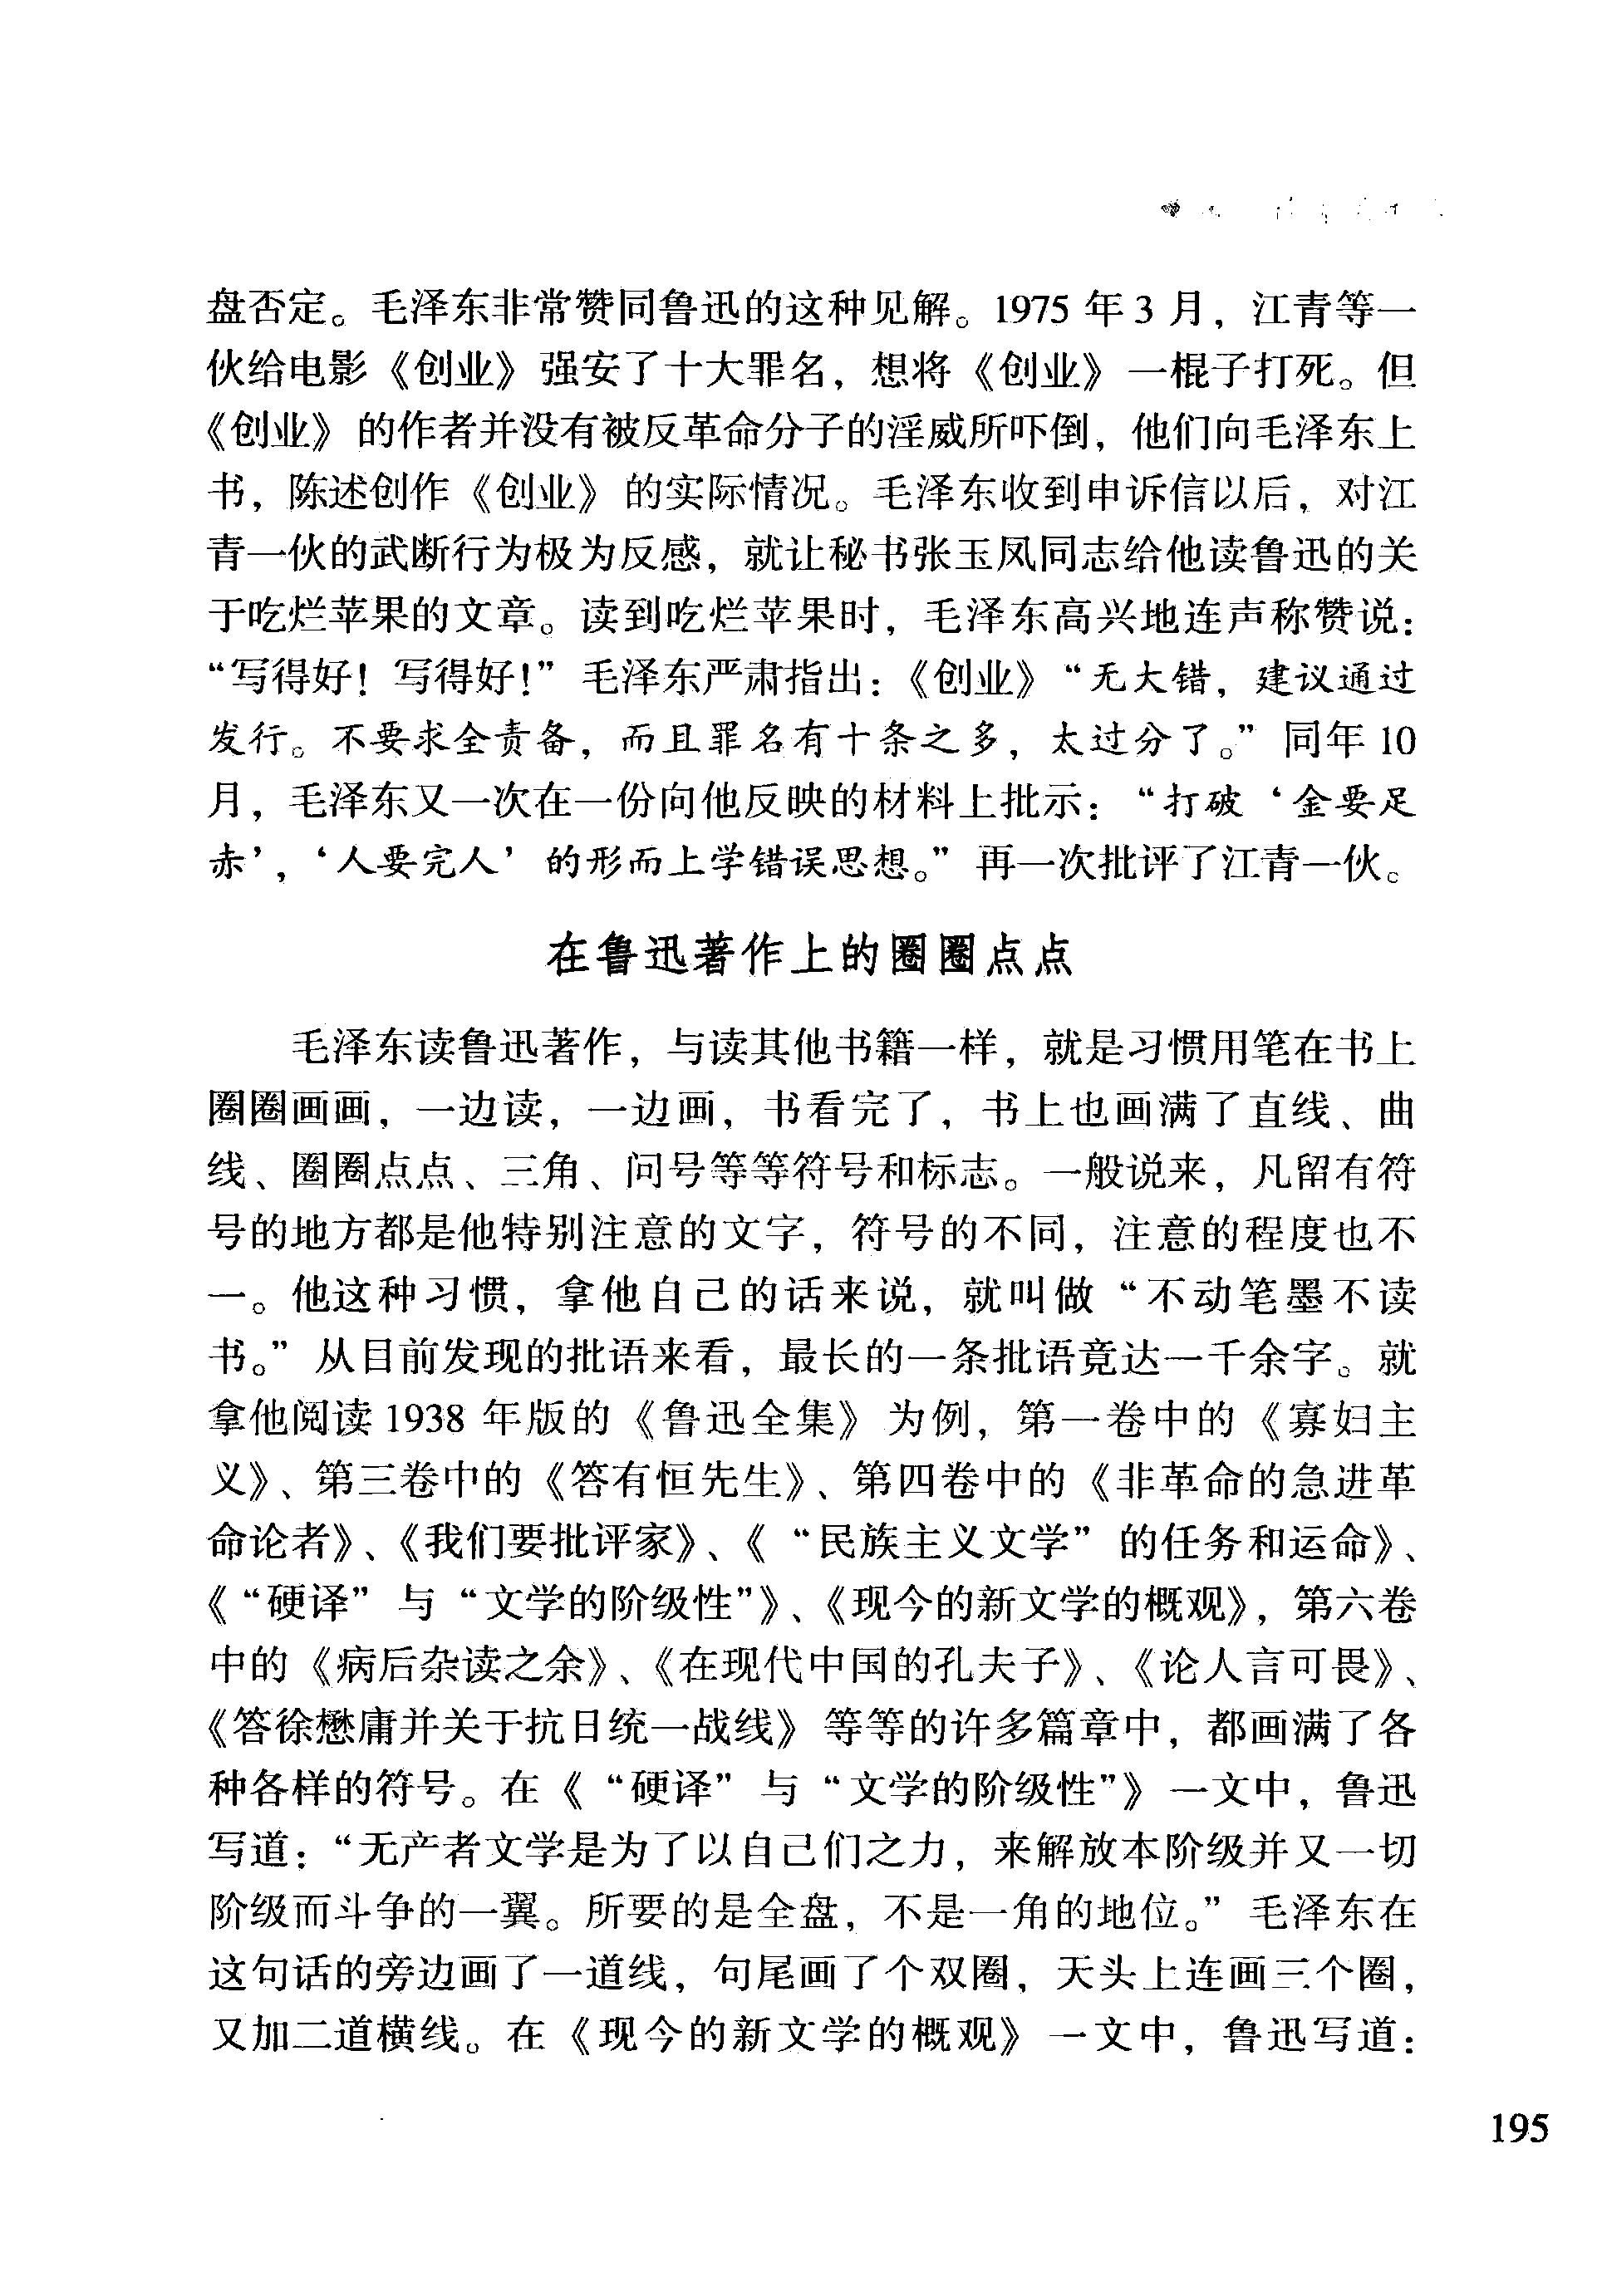 盘否定。毛泽东非常赞同鲁迅的这种见解。1975 年 3 月，江青等一
伙给电影《创业》强安了十大罪名，想将《创业》一棍子打死。但
《创业》的作者并没有被反革命分子的淫威所吓倒，他们向毛泽东上
书，陈述创作《创业》的实际情况。毛泽东收到申诉信以后，对江
青一伙的武断行为极为反感，就让秘书张玉凤同志给他读鲁迅的关
于吃烂苹果的文章。读到吃烂苹果时，毛泽东高兴地连声称赞说：
“写得好！写得好！”毛泽东严肃指出：《创业》“无大错，建议通过
发行。不要求全责备，而且罪名有十条之多，太过分了。”同年 10
月，毛泽东又一次在一份向他反映的材料上批示：“打破‘金要足
赤’，‘人要完人’的形而上学错误思想。”再一次批评了江青一伙。
在鲁迅著作上的圈圈点点
毛泽东读鲁迅著作，与读其他书籍一样，就是习惯用笔在书上
圈圈画画，一边读，一边画，书看完了，书上也画满了直线、曲
线、圈圈点点、三角、问号等等符号和标志。一般说来，凡留有符
号的地方都是他特别注意的文字，符号的不同，注意的程度也不
一。他这种习惯，拿他自己的话来说，就叫做“不动笔墨不读
书。”从目前发现的批语来看，最长的一条批语竟达一千余字。就
拿他阅读 1938 年版的《鲁迅全集》为例，第一卷中的《寡妇主
义》、第三卷中的《答有恒先生》、第四卷中的《非革命的急进革
命论者》、《我们要批评家》、《“民族主义文学”的任务和运命》、
《“硬译”与“文学的阶级性”》、《现今的新文学的概观》，第六卷
中的《病后杂读之余》、《在现代中国的孔夫子》、《论人言可畏》、
《答徐懋庸并关于抗日统一战线》等等的许多篇章中，都画满了各
种各样的符号。在《“硬译”与“文学的阶级性”》一文中，鲁迅
写道：“无产者文学是为了以自己们之力，来解放本阶级并又一切
阶级而斗争的一翼。所要的是全盘，不是一角的地位。”毛泽东在
这句话的旁边画了一道线，句尾画了个双圈，天头上连画三个圈，
又加二道横线。在《现今的新文学的概观》一文中，鲁迅写道：
195